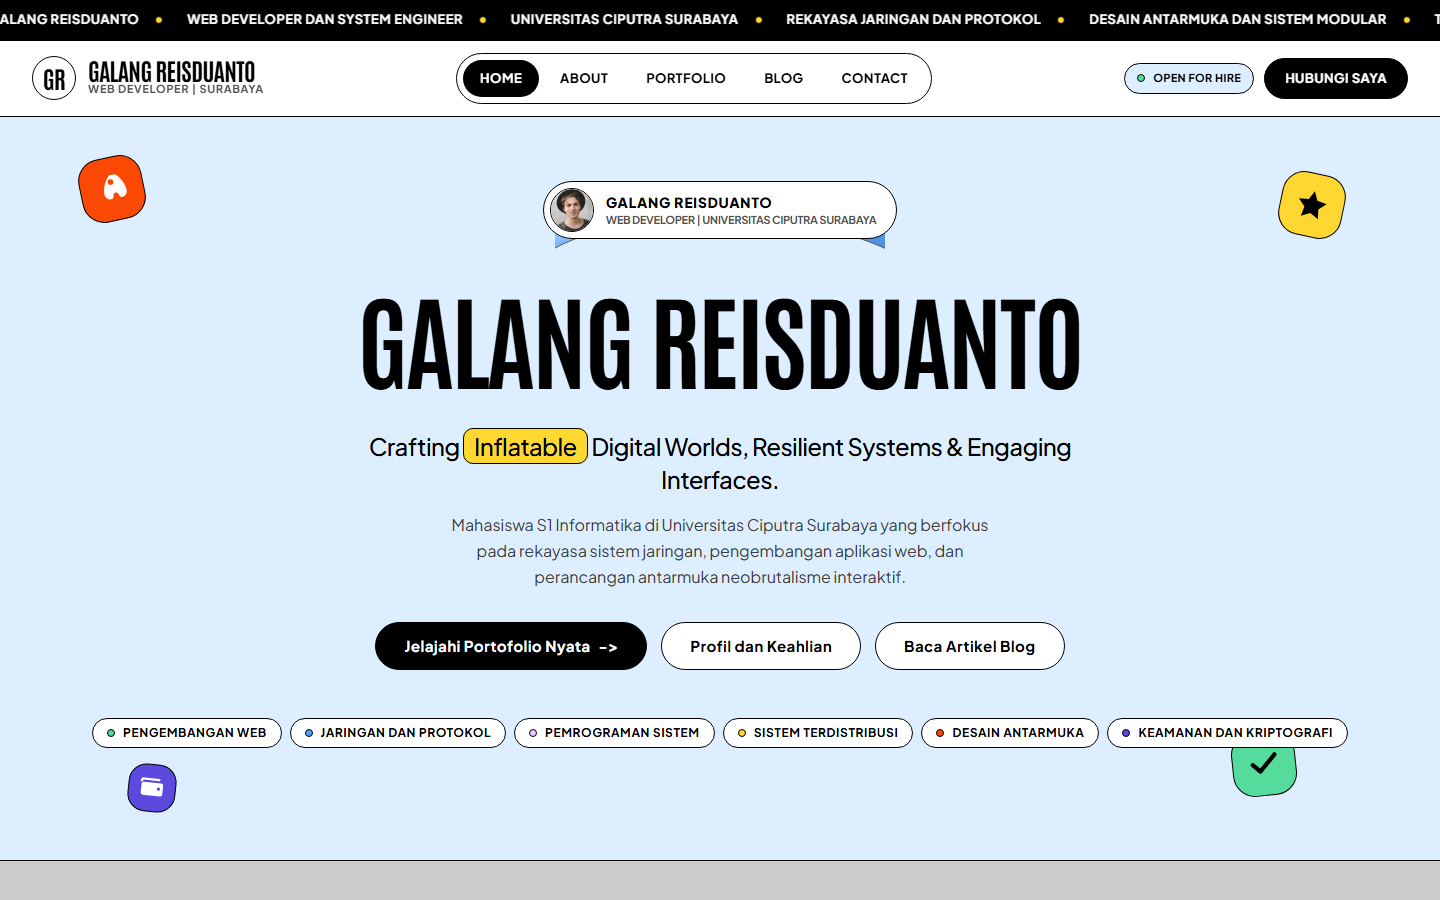 ALANG REISDUANTO • WEB DEVELOPER DAN SYSTEM ENGINEER • UNIVERSITAS CIPUTRA SURABAYA • REKAYASA JARINGAN DAN PROTOKOL • DESAIN ANTARMUKA DAN SISTEM MODULAR •
GR
GALANG REISDUANTO
WEB DEVELOPER | SURABAYA
HOME ABOUT PORTFOLIO BLOG CONTACT
OPEN FOR HIRE
HUBUNGI SAYA
GALANG REISDUANTO
WEB DEVELOPER | UNIVERSITAS CIPUTRA SURABAYA
GALANG REISDUANTO
Crafting Inflatable Digital Worlds, Resilient Systems & Engaging
Interfaces.
Mahasiswa S1 Informatika di Universitas Ciputra Surabaya yang berfokus
pada rekayasa sistem jaringan, pengembangan aplikasi web, dan
perancangan antarmuka neobrutalisme interaktif.
Jelajahi Portofolio Nyata -> Profil dan Keahlian Baca Artikel Blog
PENGEMBANGAN WEB JARINGAN DAN PROTOKOL PEMROGRAMAN SISTEM SISTEM TERDISTRIBUSI DESAIN ANTARMUKA KEAMANAN DAN KRIPTOGRAFI